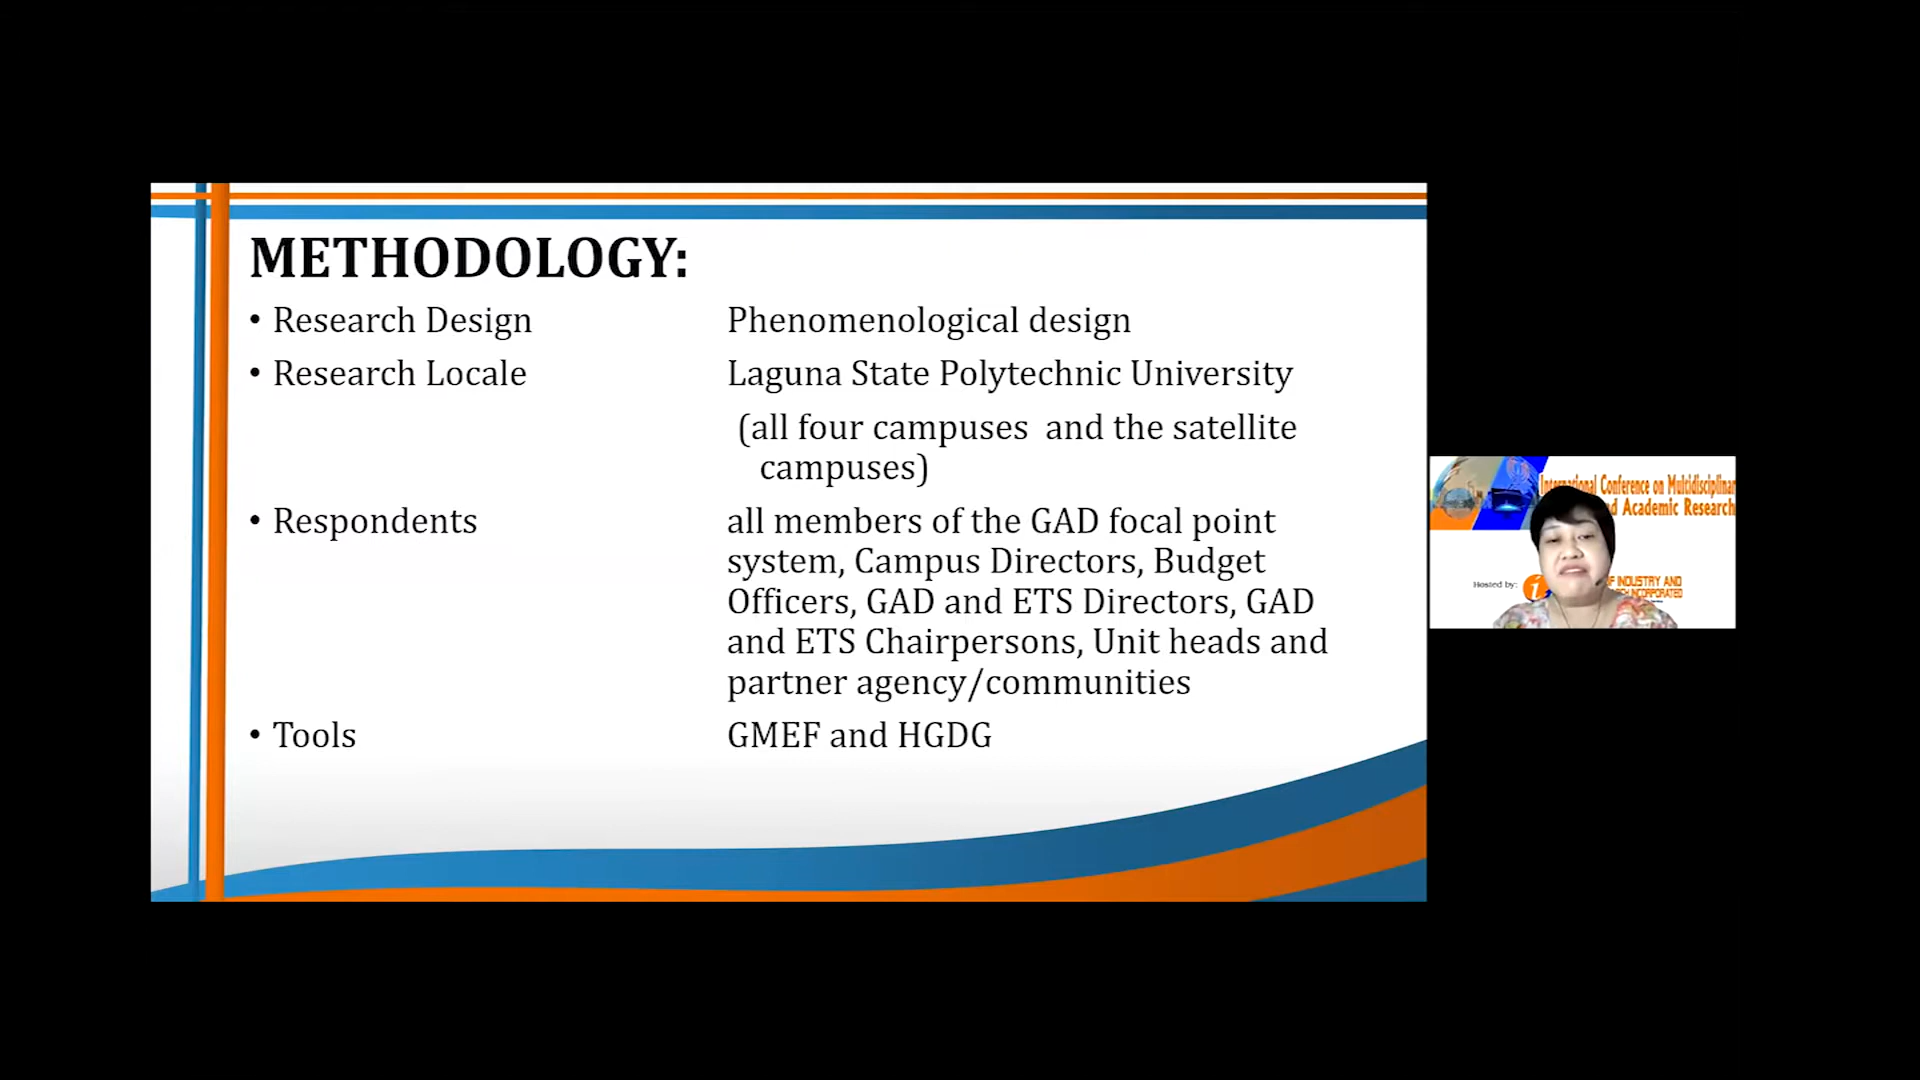 METHODOLOGY:
• Research Design Phenomenological design
• Research Locale Laguna State Polytechnic University
(all four campuses and the satellite
campuses)
• Respondents all members of the GAD focal point
system, Campus Directors, Budget
Officers, GAD and ETS Directors, GAD
and ETS Chairpersons, Unit heads and
partner agency/communities
• Tools GMEF and HGDG
International Conference on Multidisciplinar
d Academic Research
Hosted by:
OF INDUSTRY AND
INCORPORATED